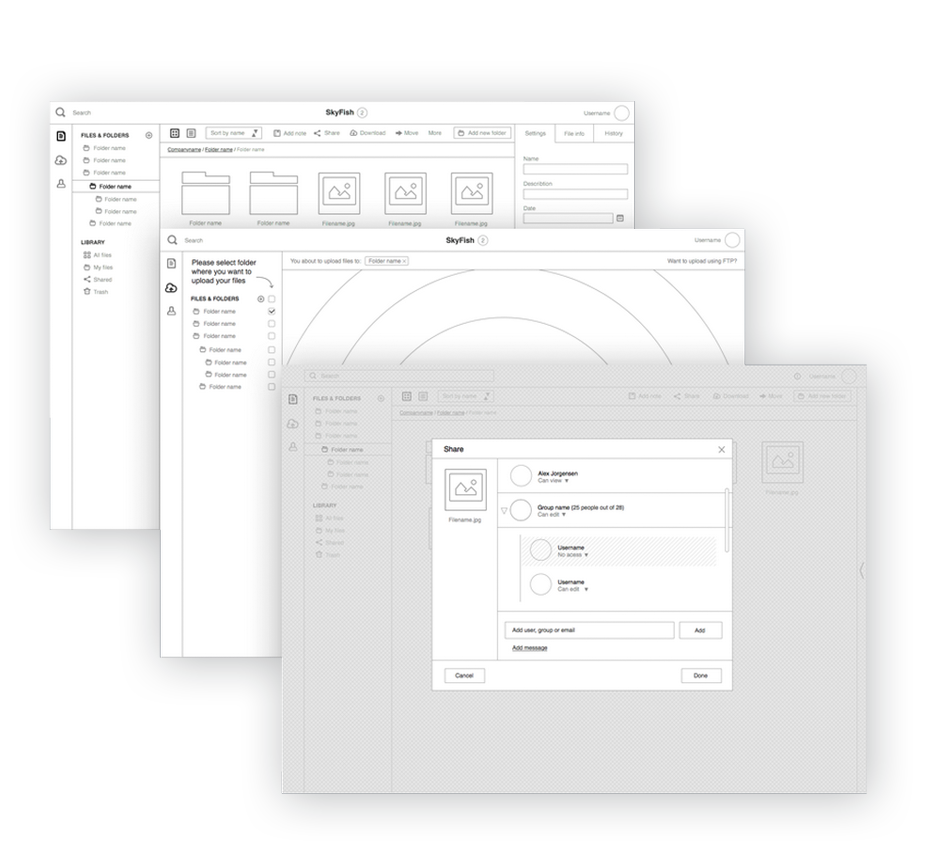 Search
SkyFish 2
Username
FILES & FOLDERS
Folder name
Folder name
Folder name
Folder name
Folder name
Folder name
Folder name
LIBRARY
All files
My files
Shared
Trash
Sort by name
Add note
Share
Download
Move
More
Add new folder
Companyname / Folder name / Folder name
Folder name
Folder name
Filename.jpg
Filename.jpg
Filename.jpg
Settings
File info
History
Name
Describtion
Date
Search
SkyFish 2
Username
Please select folder
where you want to
upload your files
FILES & FOLDERS
Folder name
Folder name
Folder name
Folder name
Folder name
Folder name
Folder name
You about to upload files to:
Folder name ×
Want to upload using FTP?
Search
Username
FILES & FOLDERS
Folder name
Folder name
Folder name
Folder name
Folder name
Folder name
Folder name
LIBRARY
All files
My files
Shared
Trash
Sort by name
Add note
Share
Download
Move
Add new folder
Companyname / Folder name / Folder name
Filename.jpg
Share
Filename.jpg
Alex Jorgensen
Can view
Group name (25 people out of 28)
Can edit
Username
No acess
Username
Can edit
Add user, group or email
Add
Add message
Cancel
Done